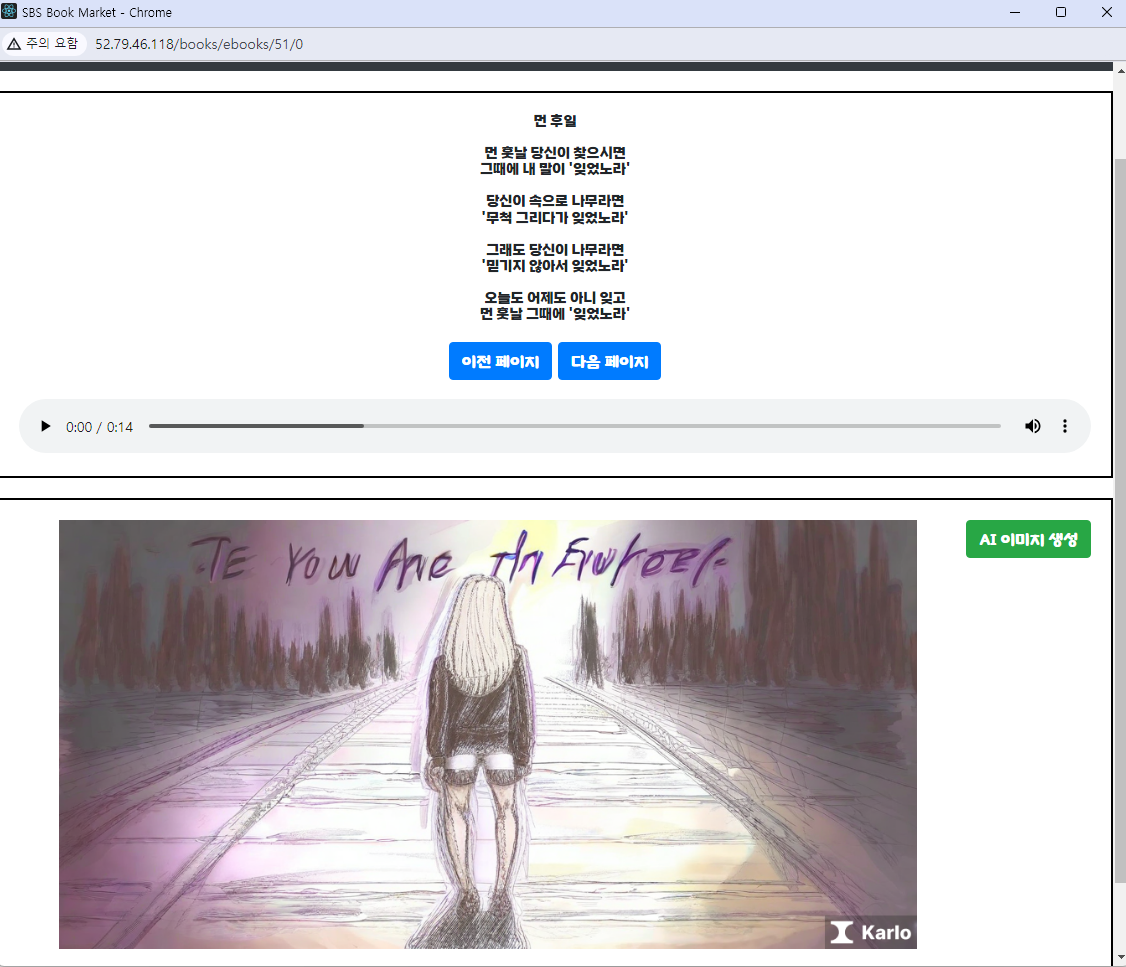 SBS Book Market - Chrome
주의 요함 52.79.46.118/books/ebooks/51/0
먼 후일
먼 훗날 당신이 찾으시면
그때에 내 말이 '잊었노라'
당신이 속으로 나무라면
'무척 그리다가 잊었노라'
그래도 당신이 나무라면
'믿기지 않아서 잊었노라'
오늘도 어제도 아니 잊고
먼 훗날 그때에 '잊었노라'
이전 페이지 다음 페이지
0:00 / 0:14
AI 이미지 생성
TE YOU ARE An
Karlo